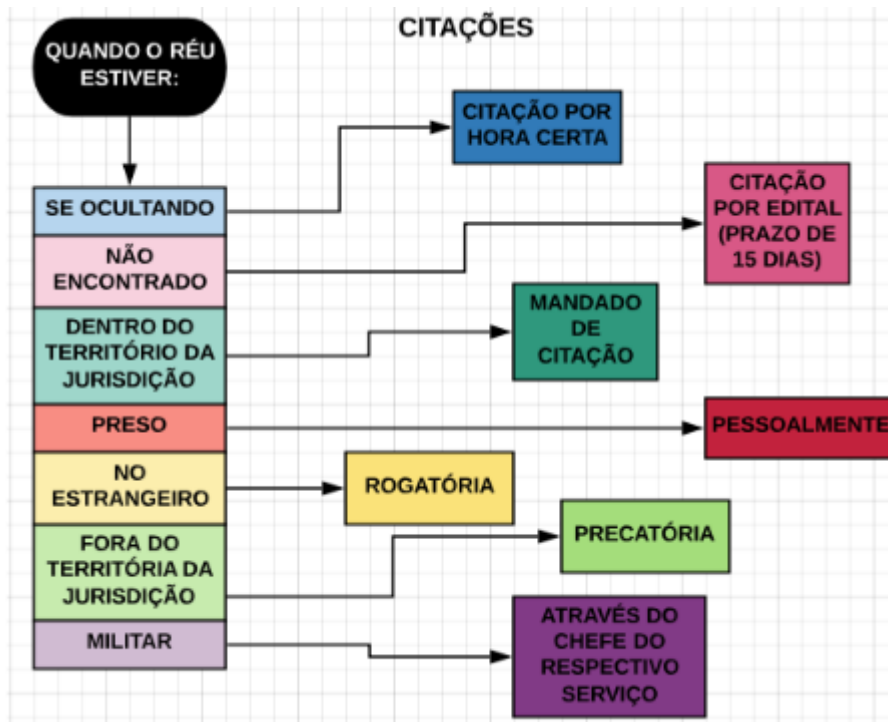 CITAÇÕES
QUANDO O RÉU
ESTIVER:
SE OCULTANDO
CITAÇÃO POR
HORA CERTA
NÃO
ENCONTRADO
CITAÇÃO
POR EDITAL
(PRAZO DE
15 DIAS)
DENTRO DO
TERRITÓRIO DA
JURISDIÇÃO
MANDADO
DE
CITAÇÃO
PRESO
PESSOALMENTE
NO
ESTRANGEIRO
ROGATÓRIA
FORA DO
TERRITÓRIA DA
JURISDIÇÃO
PRECATÓRIA
MILITAR
ATRAVÉS DO
CHEFE DO
RESPECTIVO
SERVIÇO